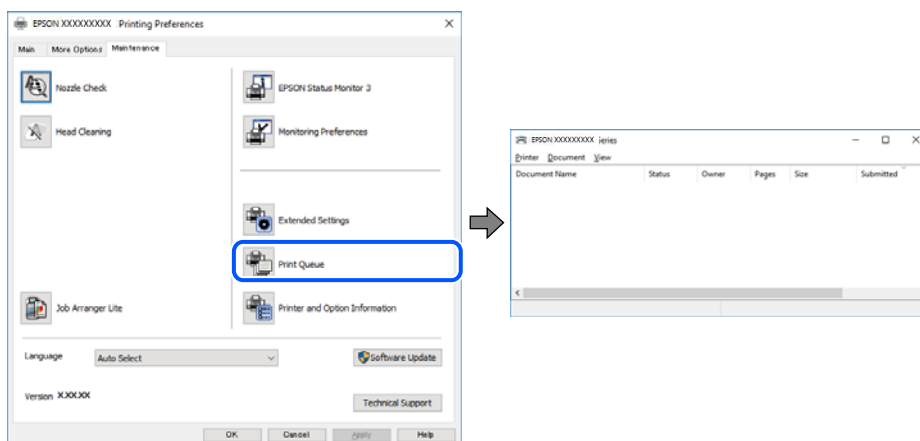 EPSON XXXXXXXXX Printing Preferences
Main More Options Maintenance
Nozzle Check
EPSON Status Monitor 3
Head Cleaning
Monitoring Preferences
Extended Settings
Print Queue
Job Arranger Lite
Printer and Option Information
Language Auto Select
Software Update
Version X.XX.XX
Technical Support
OK Cancel Apply Help
EPSON XXXXXXXXX ieries
Printer Document View
Document Name Status Owner Pages Size Submitted